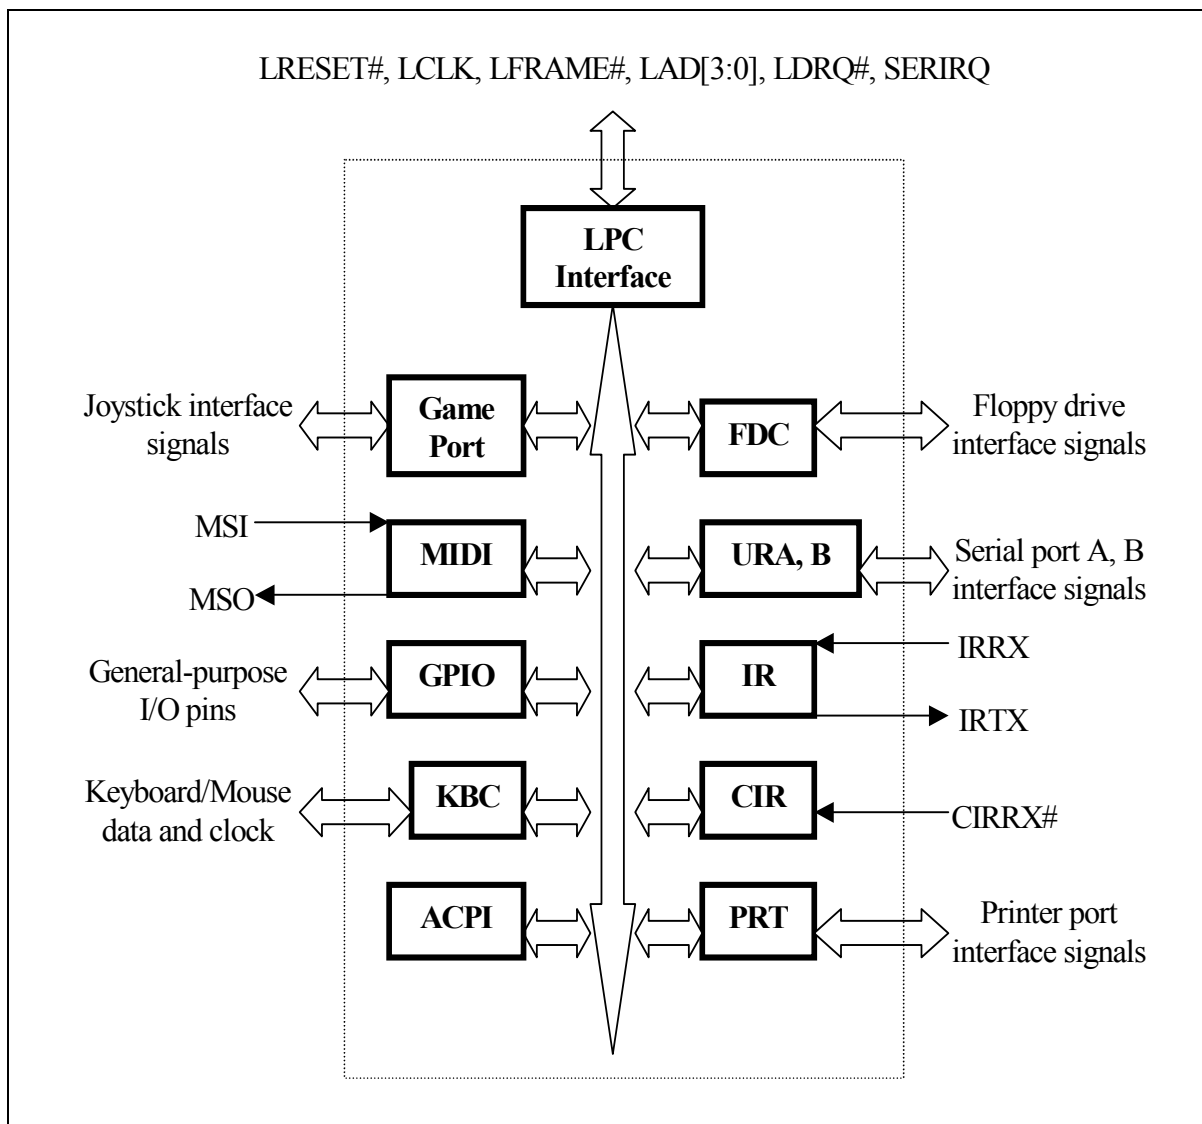 LRESET#, LCLK, LFRAME#, LAD[3:0], LDRQ#, SERIRQ
LPC
Interface
Joystick interface
signals
Game
Port
FDC
Floppy drive
interface signals
MSI
MSO
MIDI
URA, B
Serial port A, B
interface signals
General-purpose
I/O pins
GPIO
IR
IRRX
IRTX
Keyboard/Mouse
data and clock
KBC
CIR
CIRRX#
ACPI
PRT
Printer port
interface signals